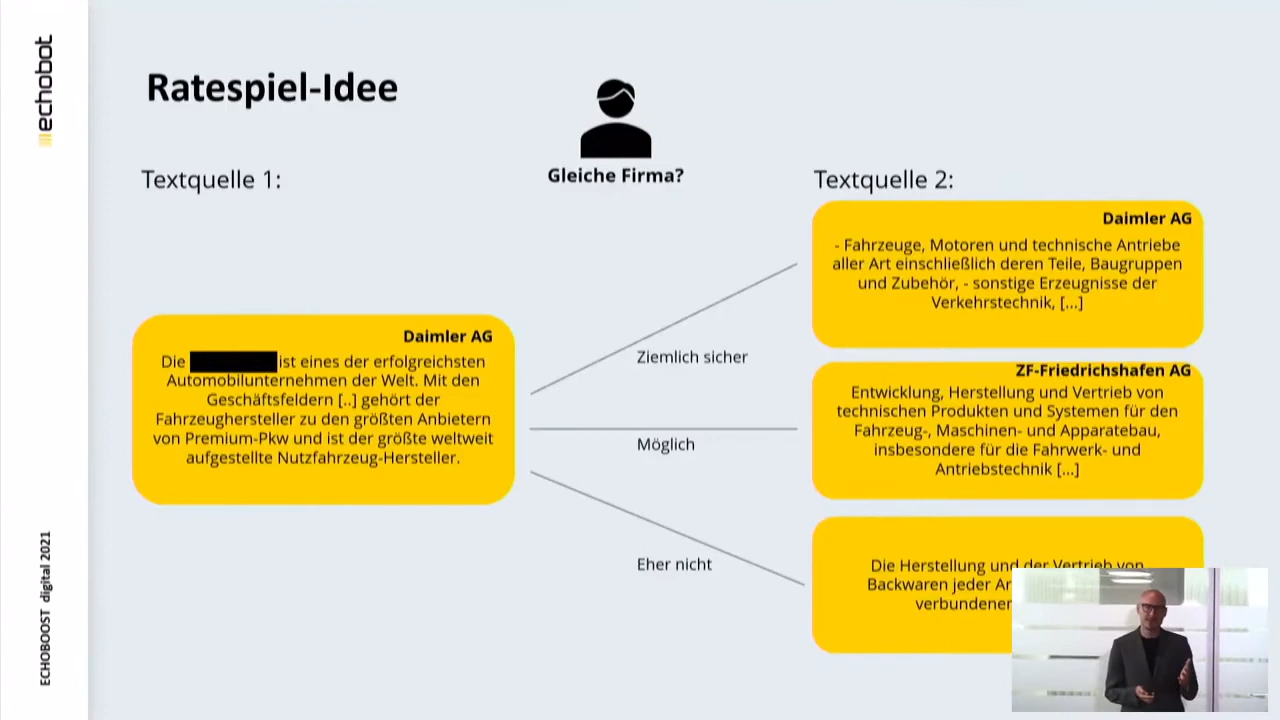 echobot
ECHOBOOST digital 2021
Ratespiel-Idee
Gleiche Firma?
Textquelle 1:
Daimler AG
Die ist eines der erfolgreichsten
Automobilunternehmen der Welt. Mit den
Geschäftsfeldern [..] gehört der
Fahrzeughersteller zu den größten Anbietern
von Premium-Pkw und ist der größte weltweit
aufgestellte Nutzfahrzeug-Hersteller.
Ziemlich sicher
Möglich
Eher nicht
Textquelle 2:
Daimler AG
- Fahrzeuge, Motoren und technische Antriebe
aller Art einschließlich deren Teile, Baugruppen
und Zubehör, - sonstige Erzeugnisse der
Verkehrstechnik, [...]
ZF-Friedrichshafen AG
Entwicklung, Herstellung und Vertrieb von
technischen Produkten und Systemen für den
Fahrzeug-, Maschinen- und Apparatebau,
insbesondere für die Fahrwerk- und
Antriebstechnik [...]
Die Herstellung und der Vertrieb von
Backwaren jeder